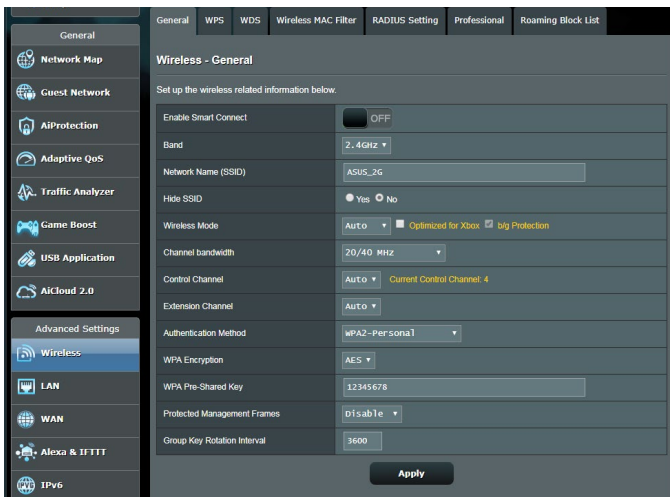 General WPS WDS Wireless MAC Filter RADIUS Setting Professional Roaming Block List
General
Network Map
Guest Network
AiProtection
Adaptive QoS
Traffic Analyzer
Game Boost
USB Application
AiCloud 2.0
Advanced Settings
Wireless
LAN
WAN
Alexa & IFTTT
IPv6
Wireless - General
Set up the wireless related information below.
Enable Smart Connect OFF
Band 2.4GHz
Network Name (SSID) ASUS_2G
Hide SSID Yes No
Wireless Mode Auto Optimized for Xbox b/g Protection
Channel bandwidth 20/40 MHz
Control Channel Auto Current Control Channel: 4
Extension Channel Auto
Authentication Method WPA2-Personal
WPA Encryption AES
WPA Pre-Shared Key 12345678
Protected Management Frames Disable
Group Key Rotation Interval 3600
Apply